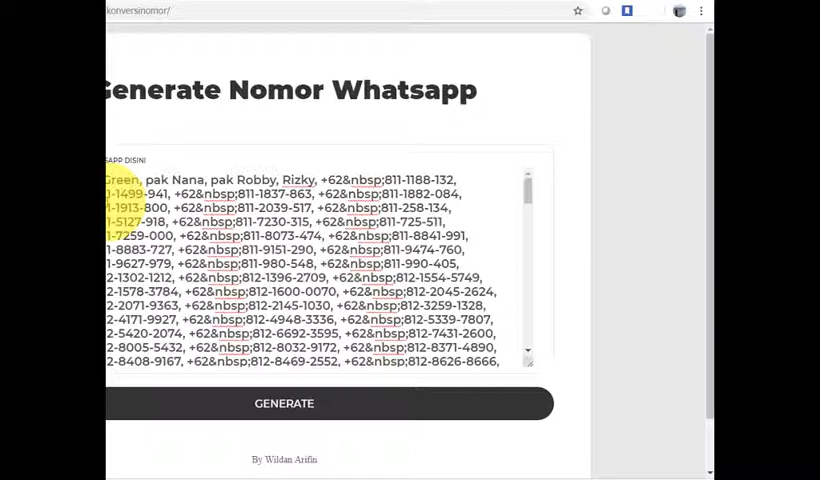 konversinomor/
Generate Nomor Whatsapp
SAPP DISINI
Green, pak Nana, pak Robby, Rizky, +62&nbsp;811-1188-132,
1-1499-941, +62&nbsp;811-1837-863, +62&nbsp;811-1882-084,
1-1913-800, +62&nbsp;811-2039-517, +62&nbsp;811-258-134,
1-5127-918, +62&nbsp;811-7230-315, +62&nbsp;811-725-511,
1-7259-000, +62&nbsp;811-8073-474, +62&nbsp;811-8841-991,
1-8883-727, +62&nbsp;811-9151-290, +62&nbsp;811-9474-760,
1-9627-979, +62&nbsp;811-980-548, +62&nbsp;811-990-405,
2-1302-1212, +62&nbsp;812-1396-2709, +62&nbsp;812-1554-5749,
2-1578-3784, +62&nbsp;812-1600-0070, +62&nbsp;812-2045-2624,
2-2071-9363, +62&nbsp;812-2145-1030, +62&nbsp;812-3259-1328,
2-4171-9927, +62&nbsp;812-4948-3336, +62&nbsp;812-5339-7807,
2-5420-2074, +62&nbsp;812-6692-3595, +62&nbsp;812-7431-2600,
2-8005-5432, +62&nbsp;812-8032-9172, +62&nbsp;812-8371-4890,
2-8408-9167, +62&nbsp;812-8469-2552, +62&nbsp;812-8626-8666,
GENERATE
By Wildan Arifin